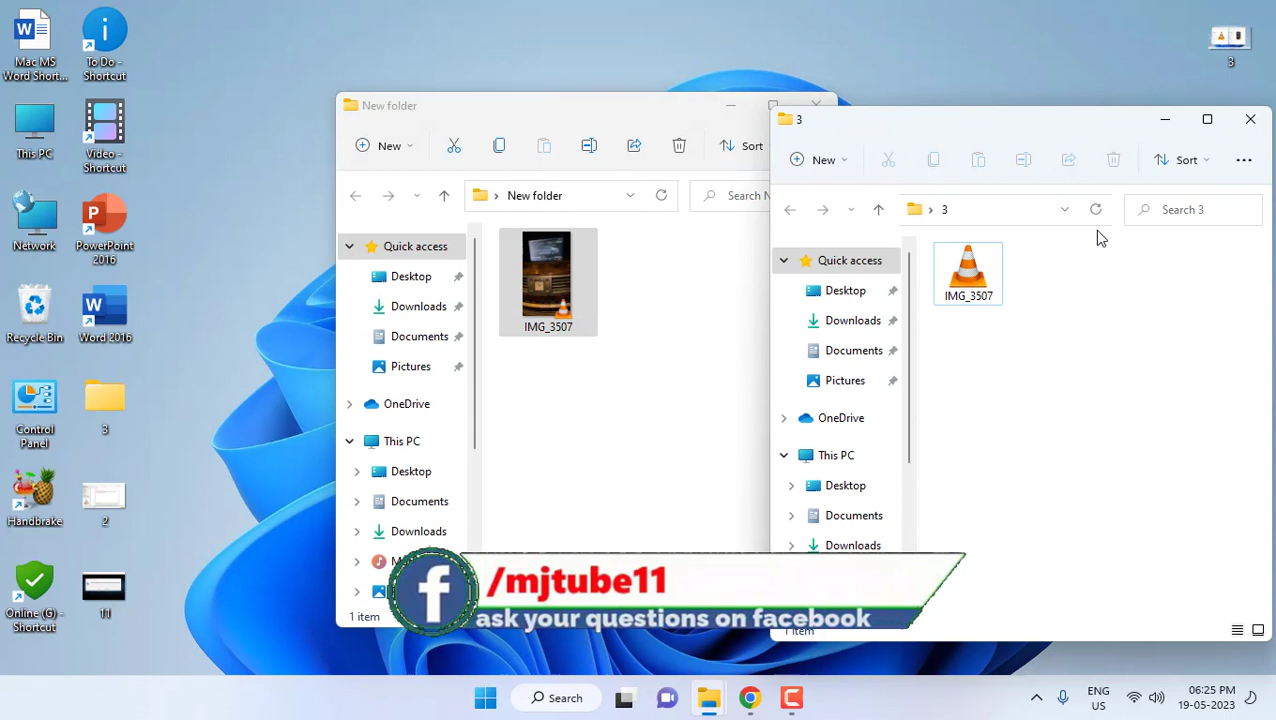 Mac MS
Word Short...
To Do -
Shortcut
3
This PC
Video -
Shortcut
Network
PowerPoint
2016
Recycle Bin
Word 2016
Control
Panel
3
Handbrake
2
Online (G) -
Shortcut
11
New folder
New
Sort
New folder
Search N
Quick access
Desktop
Downloads
Documents
Pictures
OneDrive
This PC
Desktop
Documents
Downloads
IMG_3507
1 item
3
New
Sort
3
Search 3
Quick access
Desktop
Downloads
Documents
Pictures
OneDrive
This PC
Desktop
Documents
Downloads
IMG_3507
1 item
f
/mjtube11
ask your questions on facebook
Search
ENG
US
06:25 PM
19-05-2023